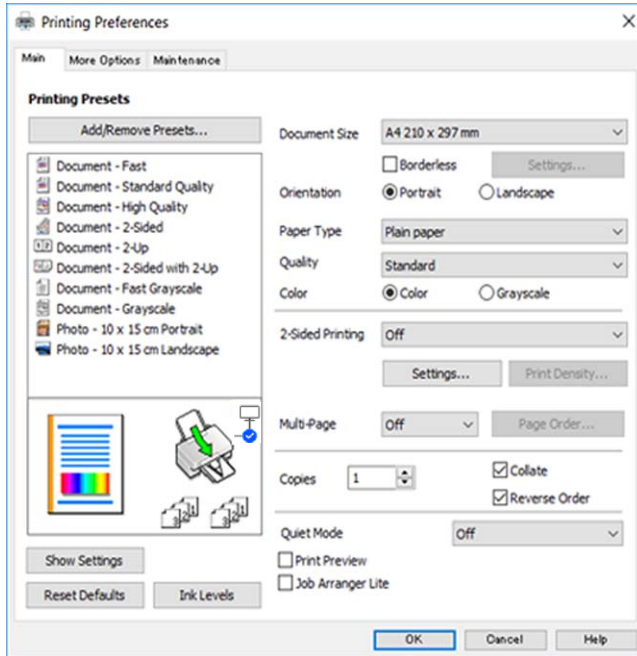 Printing Preferences
Main More Options Maintenance
Printing Presets
Add/Remove Presets...
Document - Fast
Document - Standard Quality
Document - High Quality
Document - 2-Sided
Document - 2-Up
Document - 2-Sided with 2-Up
Document - Fast Grayscale
Document - Grayscale
Photo - 10 x 15 cm Portrait
Photo - 10 x 15 cm Landscape
Show Settings
Reset Defaults Ink Levels
Document Size A4 210 x 297 mm
Borderless Settings...
Orientation Portrait Landscape
Paper Type Plain paper
Quality Standard
Color Color Grayscale
2-Sided Printing Off
Settings... Print Density...
Multi-Page Off Page Order...
Copies 1 Collate
Reverse Order
Quiet Mode Off
Print Preview
Job Arranger Lite
OK Cancel Help